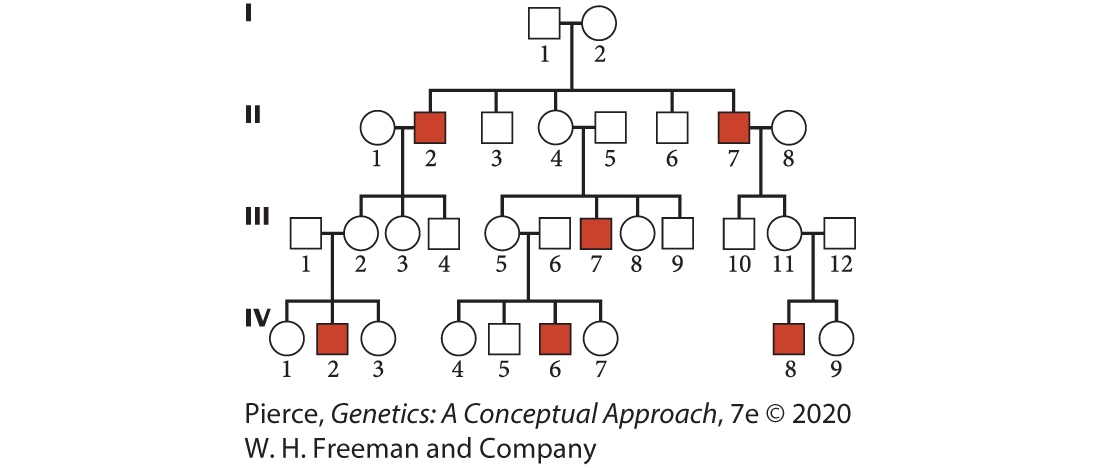 I
1 2
II
1 2 3 4 5 6 7 8
III
1 2 3 4 5 6 7 8 9 10 11 12
IV
1 2 3 4 5 6 7 8 9
Pierce, Genetics: A Conceptual Approach, 7e © 2020
W. H. Freeman and Company